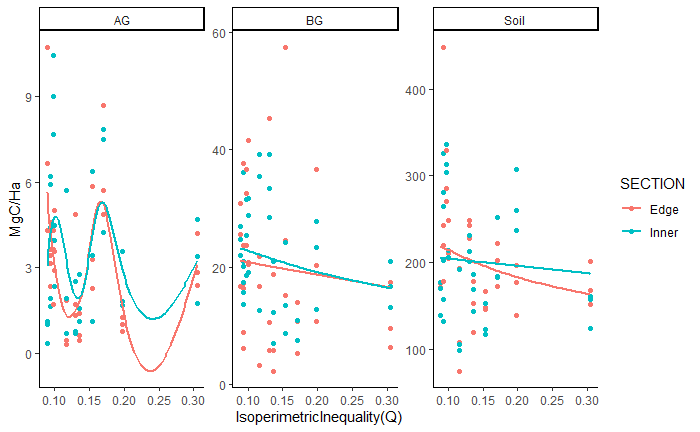 AG BG Soil
MgC/Ha
9
6
3
0
60
40
20
0
400
300
200
100
0.10 0.15 0.20 0.25 0.30 0.10 0.15 0.20 0.25 0.30 0.10 0.15 0.20 0.25 0.30
IsoperimetricInequality(Q)
SECTION
Edge
Inner